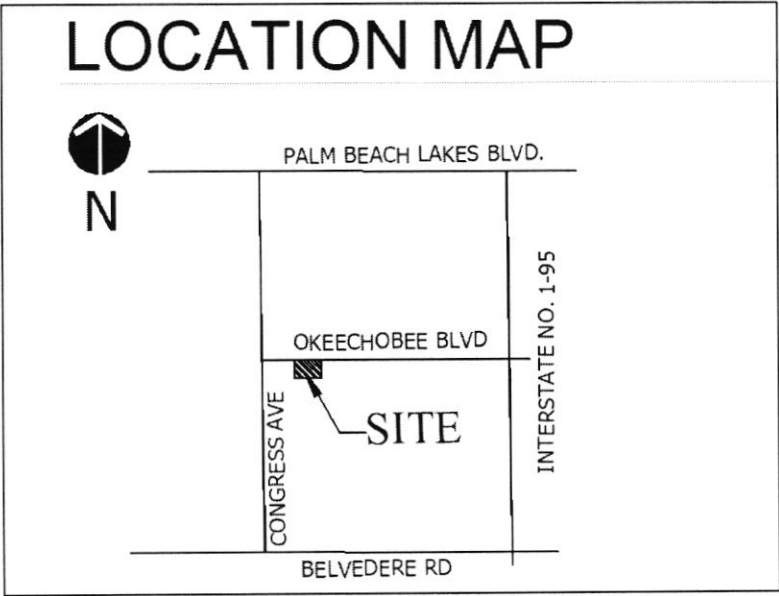 LOCATION MAP
N
PALM BEACH LAKES BLVD.
OKEECHOBEE BLVD
INTERSTATE NO. 1-95
CONGRESS AVE
SITE
BELVEDERE RD